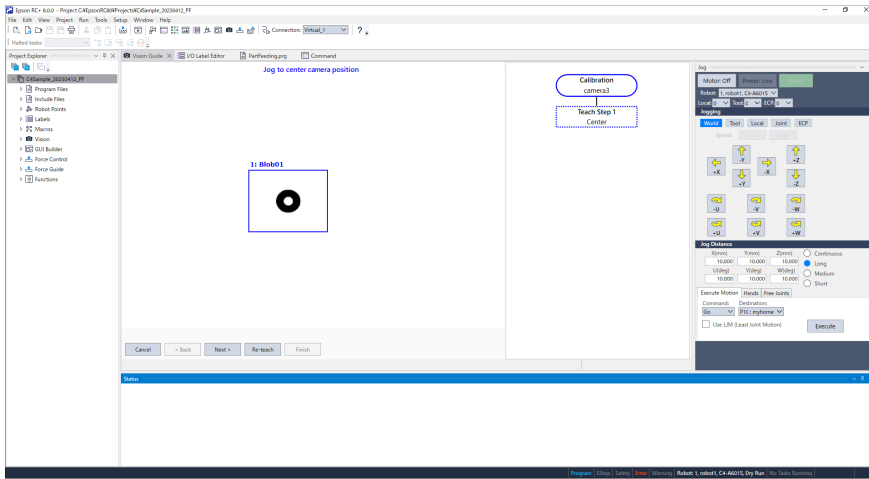 Epson RC+ 8.0.0 - Project C:¥EpsonRC80¥Projects¥C4Sample_20230412_PF
File Edit View Project Run Tools Setup Window Help
Connection: Virtual_1
Halted tasks:
Project Explorer
C4Sample_20230412_PF
Program Files
Include Files
Robot Points
Labels
Macros
Vision
GUI Builder
Force Control
Force Guide
Functions
Vision Guide
I/O Label Editor
PartFeeding.prg
Command
Jog to center camera position
1: Blob01
Calibration
camera3
Teach Step 1
Center
Cancel
< Back
Next >
Re-teach
Finish
Jog
Motor: Off
Power: Low
Robot: 1, robot1, C4-A601S
Local: 0 Tool: 0 ECP: 0
Jogging
World Tool Local Joint ECP
Speed:
-Y +Z
+X -X
+Y -Z
-U -V -W
+U +V +W
Jog Distance
X(mm) Y(mm) Z(mm) Continuous
10.000 10.000 10.000 Long
U(deg) V(deg) W(deg) Medium
10.000 10.000 10.000 Short
Execute Motion Hands Free Joints
Command: Destination:
Go P10 : myhome
Use LJM (Least Joint Motion)
Execute
Status
Program EStop Safety Error Warning Robot: 1, robot1, C4-A601S, Dry Run No Tasks Running